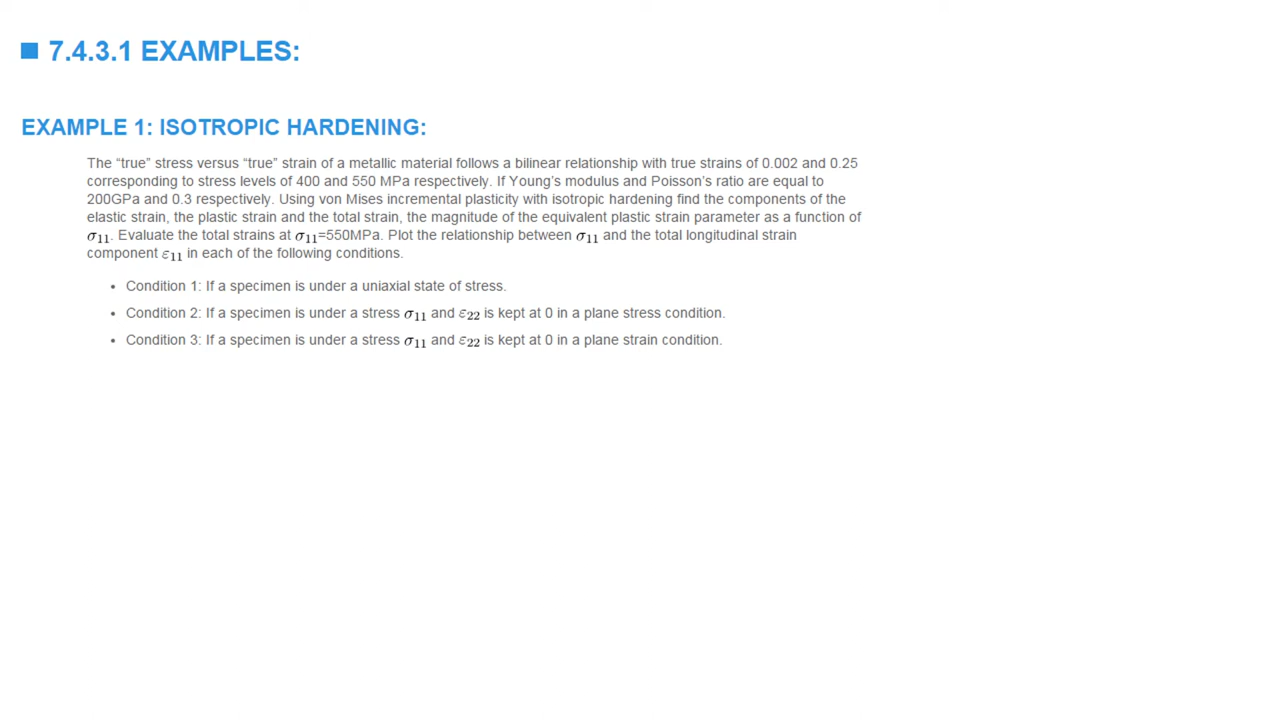 7.4.3.1 EXAMPLES:
EXAMPLE 1: ISOTROPIC HARDENING:
The “true” stress versus “true” strain of a metallic material follows a bilinear relationship with true strains of 0.002 and 0.25
corresponding to stress levels of 400 and 550 MPa respectively. If Young’s modulus and Poisson’s ratio are equal to
200GPa and 0.3 respectively. Using von Mises incremental plasticity with isotropic hardening find the components of the
elastic strain, the plastic strain and the total strain, the magnitude of the equivalent plastic strain parameter as a function of
σ₁₁. Evaluate the total strains at σ₁₁=550MPa. Plot the relationship between σ₁₁ and the total longitudinal strain
component ε₁₁ in each of the following conditions.
• Condition 1: If a specimen is under a uniaxial state of stress.
• Condition 2: If a specimen is under a stress σ₁₁ and ε₂₂ is kept at 0 in a plane stress condition.
• Condition 3: If a specimen is under a stress σ₁₁ and ε₂₂ is kept at 0 in a plane strain condition.